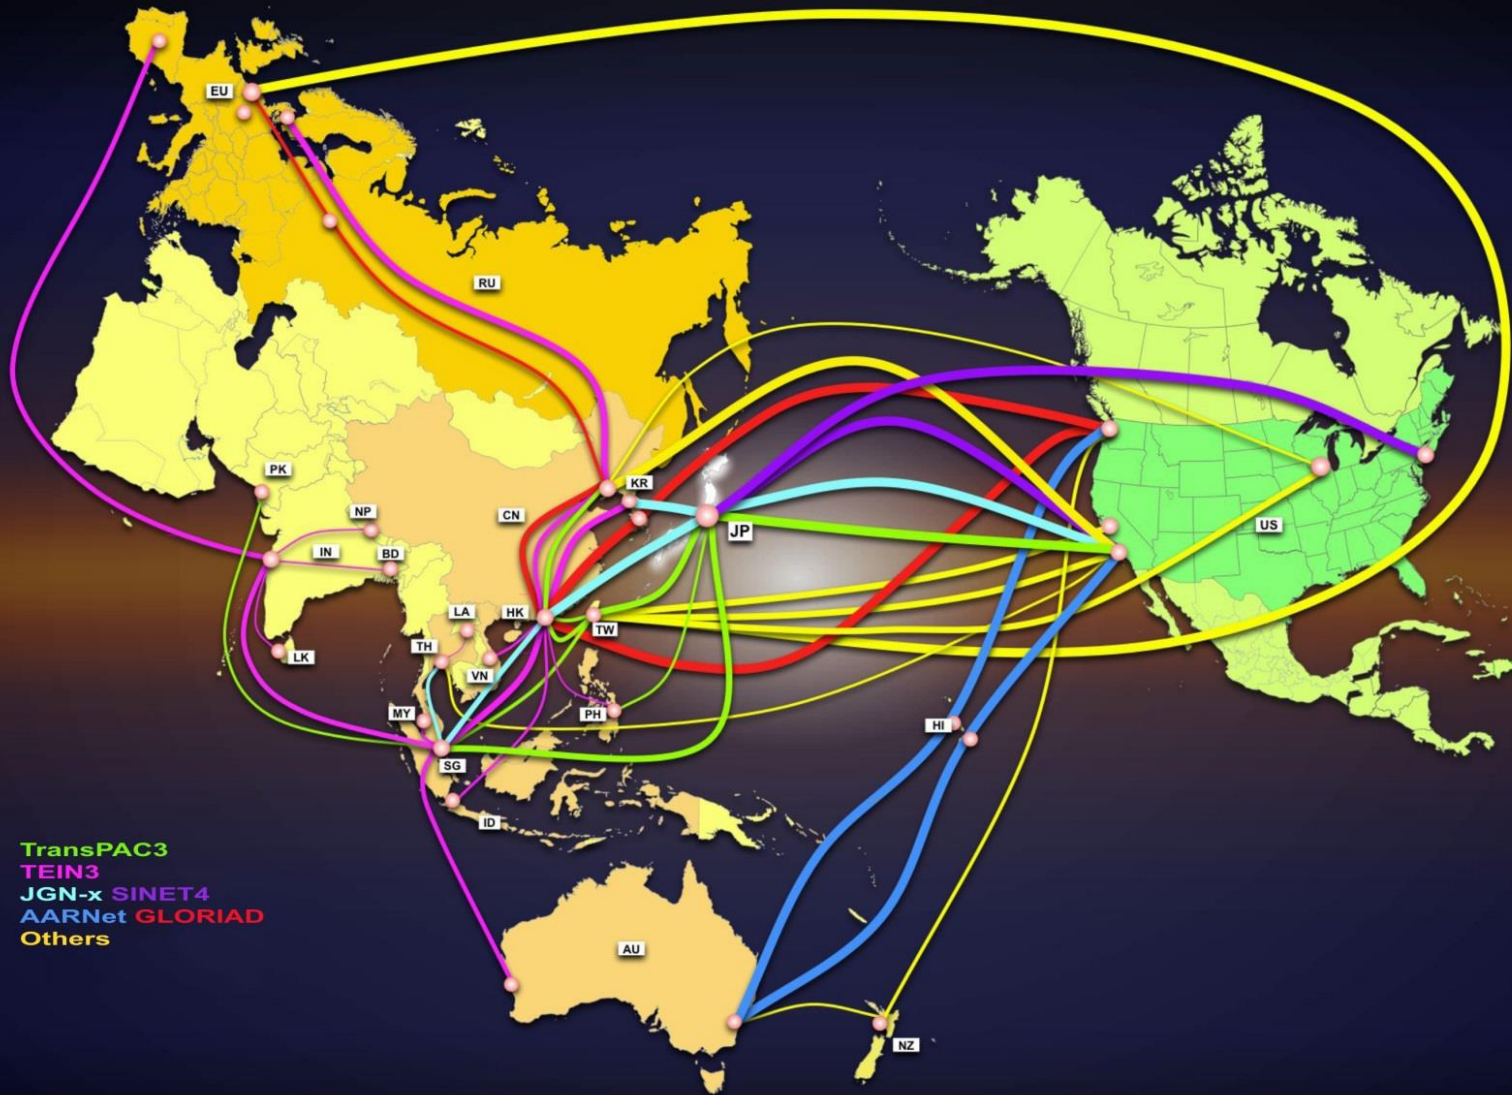 EU
RU
PK
KR
NP
CN
JP
US
IN
BD
LA
HK
TW
TH
LK
VN
MY
PH
HI
SG
ID
TransPAC3
TEIN3
JGN-x SINET4
AARNet GLORIAD
Others
AU
NZ